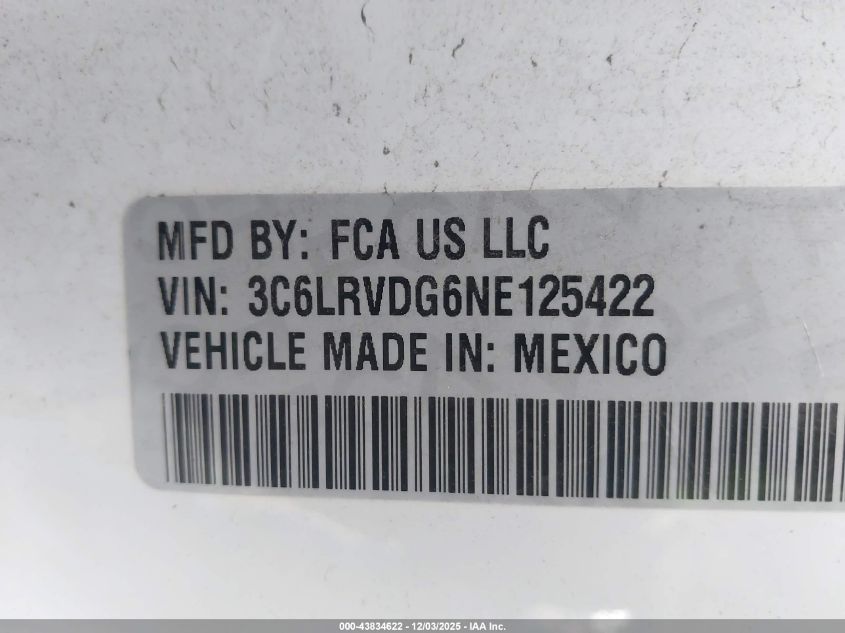 MFD BY: FCA US LLC
VIN: 3C6LRVDG6NE125422
VEHICLE MADE IN: MEXICO
000-43834622 - 12/03/2025 - IAA Inc.